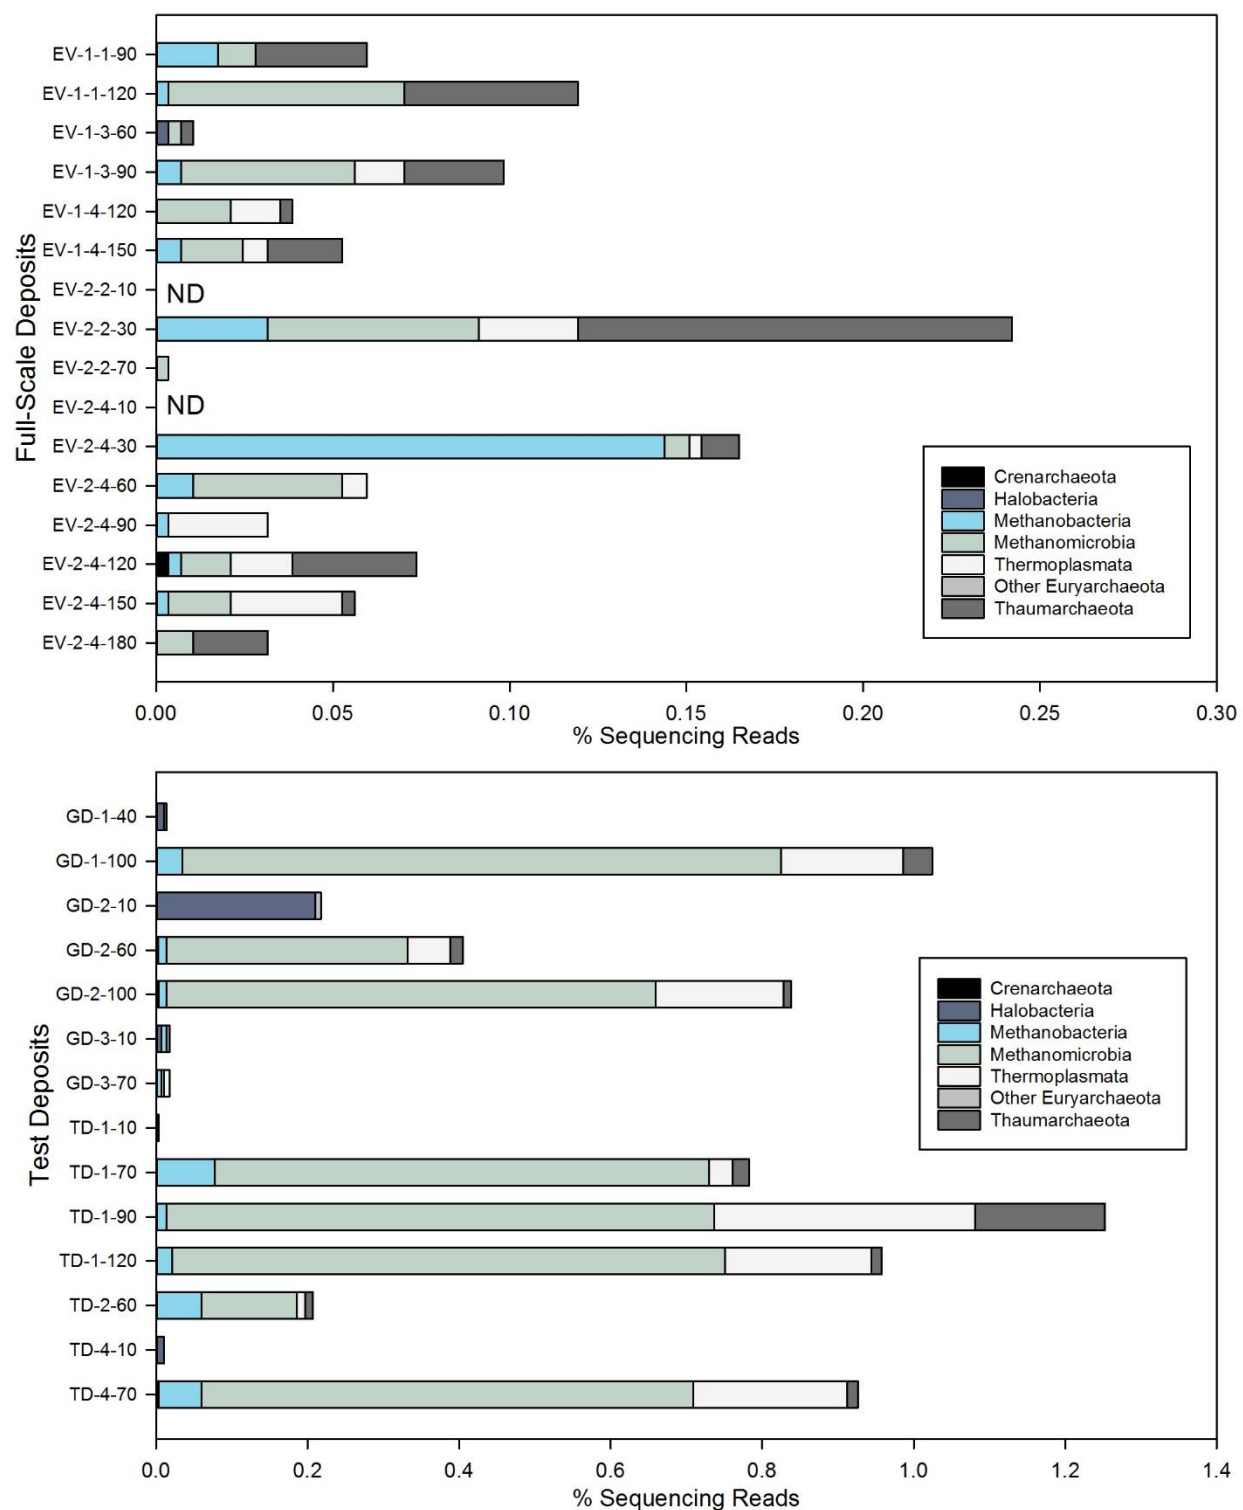 Full-Scale Deposits
EV-1-1-90
EV-1-1-120
EV-1-3-60
EV-1-3-90
EV-1-4-120
EV-1-4-150
EV-2-2-10
ND
EV-2-2-30
EV-2-2-70
EV-2-4-10
ND
EV-2-4-30
EV-2-4-60
EV-2-4-90
EV-2-4-120
EV-2-4-150
EV-2-4-180
Crenarchaeota
Halobacteria
Methanobacteria
Methanomicrobia
Thermoplasmata
Other Euryarchaeota
Thaumarchaeota
0.00 0.05 0.10 0.15 0.20 0.25 0.30
% Sequencing Reads
Test Deposits
GD-1-40
GD-1-100
GD-2-10
GD-2-60
GD-2-100
GD-3-10
GD-3-70
TD-1-10
TD-1-70
TD-1-90
TD-1-120
TD-2-60
TD-4-10
TD-4-70
Crenarchaeota
Halobacteria
Methanobacteria
Methanomicrobia
Thermoplasmata
Other Euryarchaeota
Thaumarchaeota
0.0 0.2 0.4 0.6 0.8 1.0 1.2 1.4
% Sequencing Reads